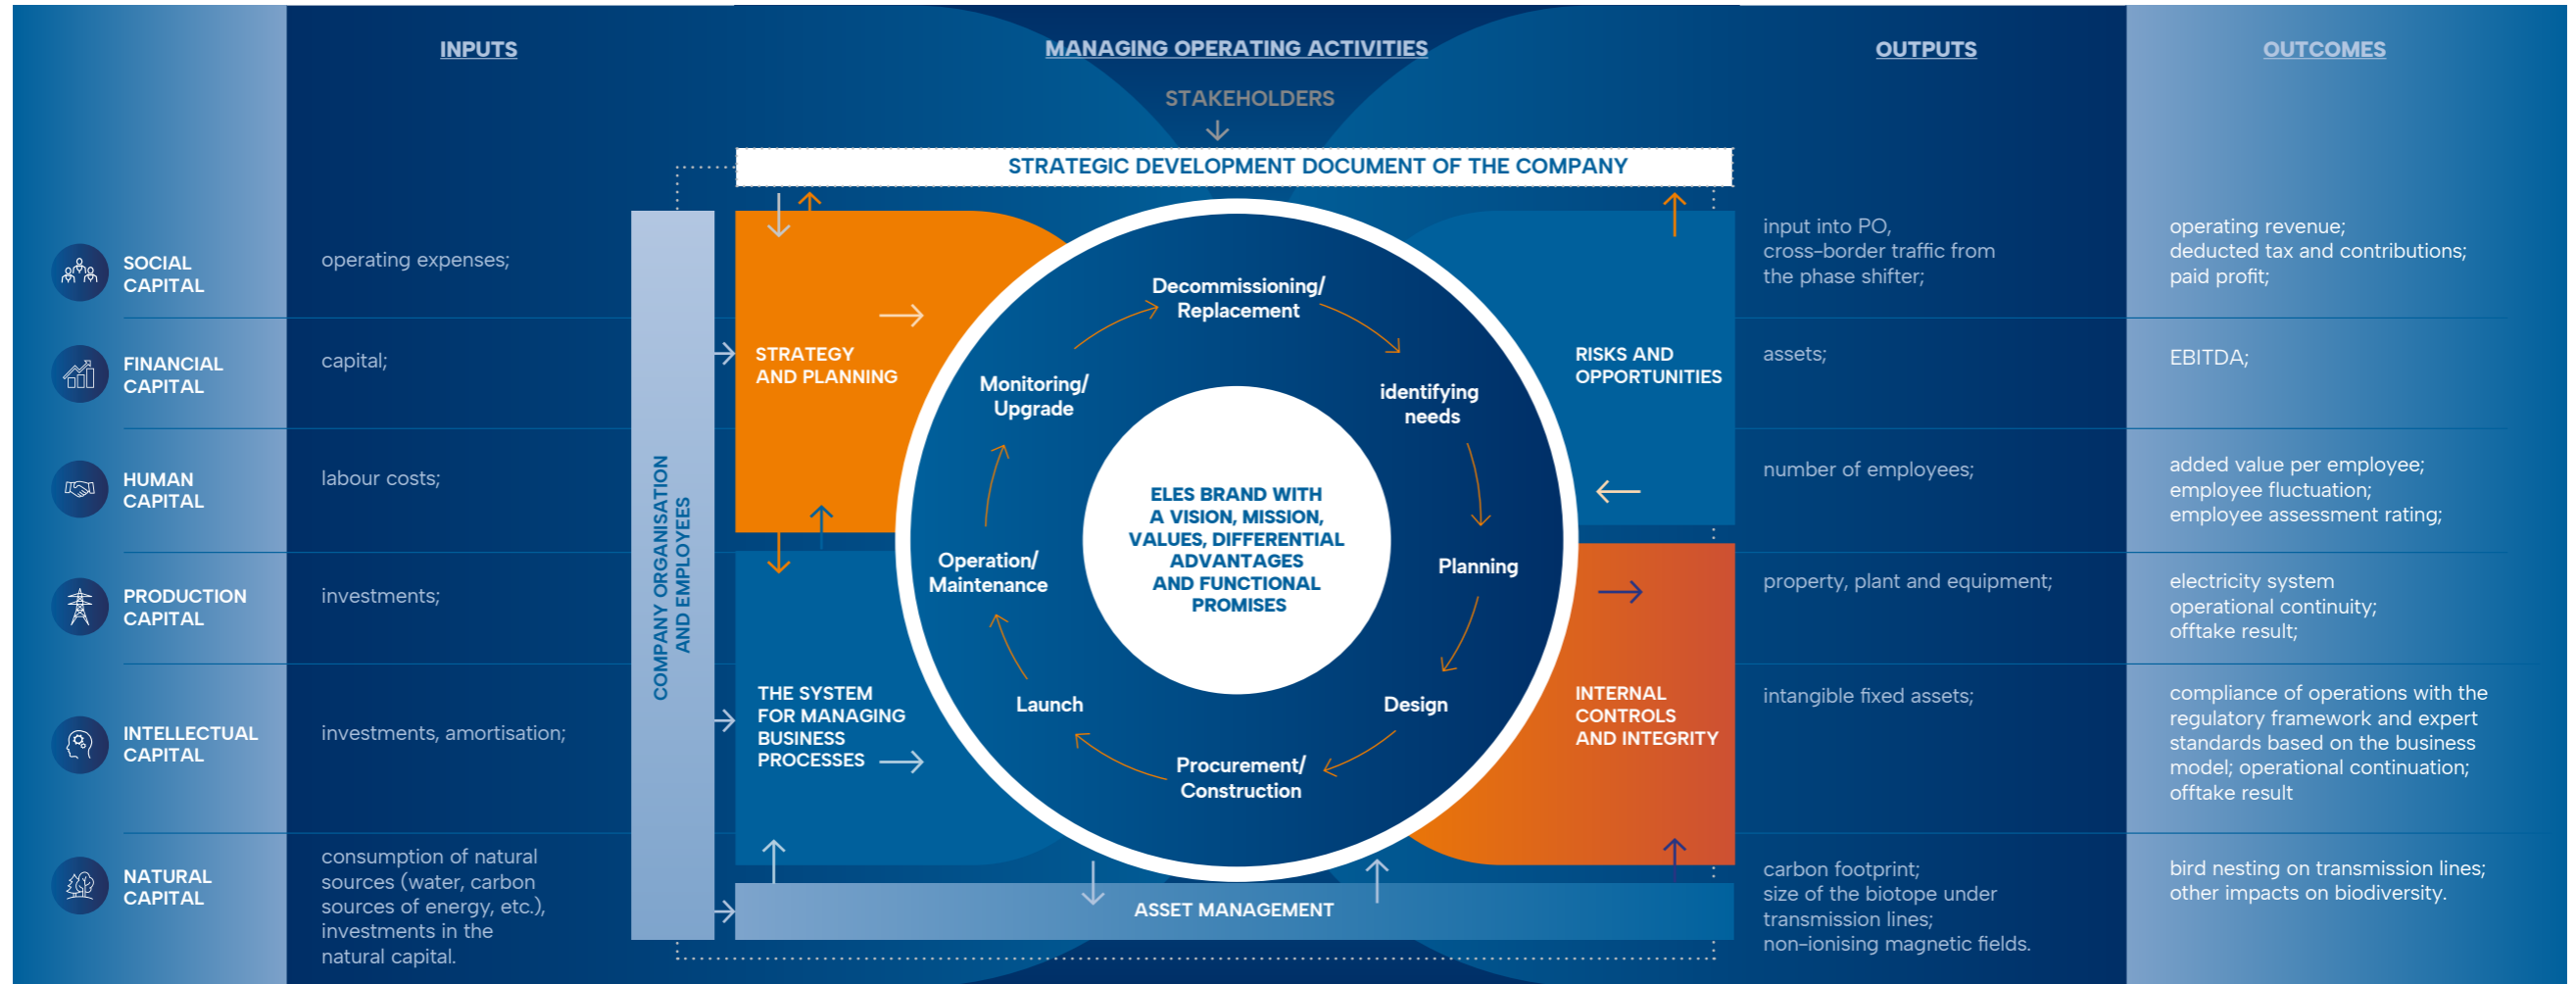 INPUTS
MANAGING OPERATING ACTIVITIES
OUTPUTS
OUTCOMES
STAKEHOLDERS
STRATEGIC DEVELOPMENT DOCUMENT OF THE COMPANY
SOCIAL
CAPITAL
operating expenses;
input into PO,
cross-border traffic from
the phase shifter;
operating revenue;
deducted tax and contributions;
paid profit;
FINANCIAL
CAPITAL
capital;
assets;
EBITDA;
HUMAN
CAPITAL
labour costs;
number of employees;
added value per employee;
employee fluctuation;
employee assessment rating;
PRODUCTION
CAPITAL
investments;
property, plant and equipment;
electricity system
operational continuity;
offtake result;
INTELLECTUAL
CAPITAL
investments, amortisation;
intangible fixed assets;
compliance of operations with the
regulatory framework and expert
standards based on the business
model; operational continuation;
offtake result
NATURAL
CAPITAL
consumption of natural
sources (water, carbon
sources of energy, etc.),
investments in the
natural capital.
carbon footprint;
size of the biotope under
transmission lines;
non-ionising magnetic fields.
bird nesting on transmission lines;
other impacts on biodiversity.
COMPANY ORGANISATION
AND EMPLOYEES
STRATEGY
AND PLANNING
RISKS AND
OPPORTUNITIES
THE SYSTEM
FOR MANAGING
BUSINESS
PROCESSES
INTERNAL
CONTROLS
AND INTEGRITY
Decommissioning/
Replacement
identifying
needs
Planning
Design
Procurement/
Construction
Launch
Operation/
Maintenance
Monitoring/
Upgrade
ELES BRAND WITH
A VISION, MISSION,
VALUES, DIFFERENTIAL
ADVANTAGES
AND FUNCTIONAL
PROMISES
ASSET MANAGEMENT